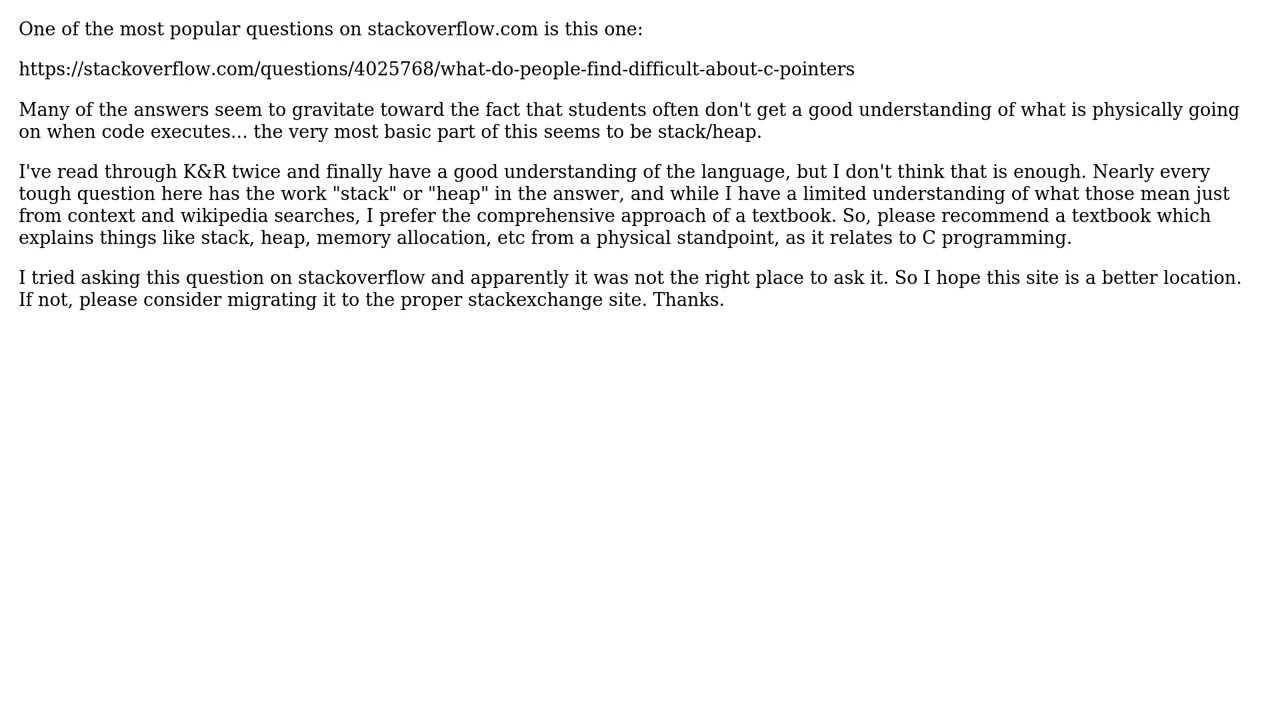 One of the most popular questions on stackoverflow.com is this one:
https://stackoverflow.com/questions/4025768/what-do-people-find-difficult-about-c-pointers
Many of the answers seem to gravitate toward the fact that students often don't get a good understanding of what is physically going
on when code executes... the very most basic part of this seems to be stack/heap.
I've read through K&R twice and finally have a good understanding of the language, but I don't think that is enough. Nearly every
tough question here has the work "stack" or "heap" in the answer, and while I have a limited understanding of what those mean just
from context and wikipedia searches, I prefer the comprehensive approach of a textbook. So, please recommend a textbook which
explains things like stack, heap, memory allocation, etc from a physical standpoint, as it relates to C programming.
I tried asking this question on stackoverflow and apparently it was not the right place to ask it. So I hope this site is a better location.
If not, please consider migrating it to the proper stackexchange site. Thanks.